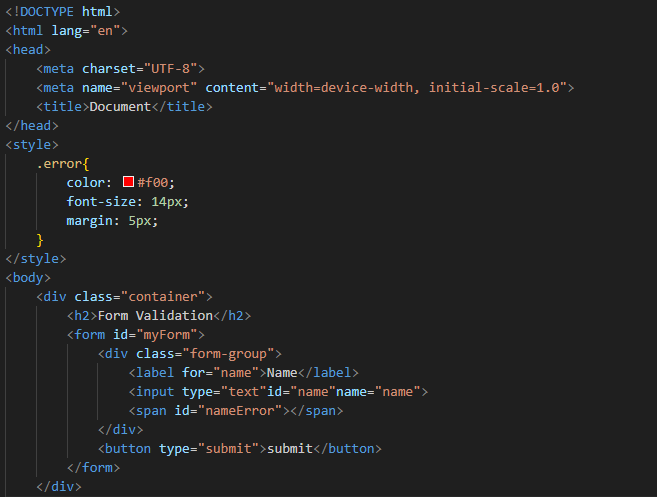 <!DOCTYPE html>
<html lang="en">
<head>
    <meta charset="UTF-8">
    <meta name="viewport" content="width=device-width, initial-scale=1.0">
    <title>Document</title>
</head>
<style>
    .error{
        color: #f00;
        font-size: 14px;
        margin: 5px;
    }
</style>
<body>
    <div class="container">
        <h2>Form Validation</h2>
        <form id="myForm">
            <div class="form-group">
                <label for="name">Name</label>
                <input type="text"id="name"name="name">
                <span id="nameError"></span>
            </div>
            <button type="submit">submit</button>
        </form>
    </div>